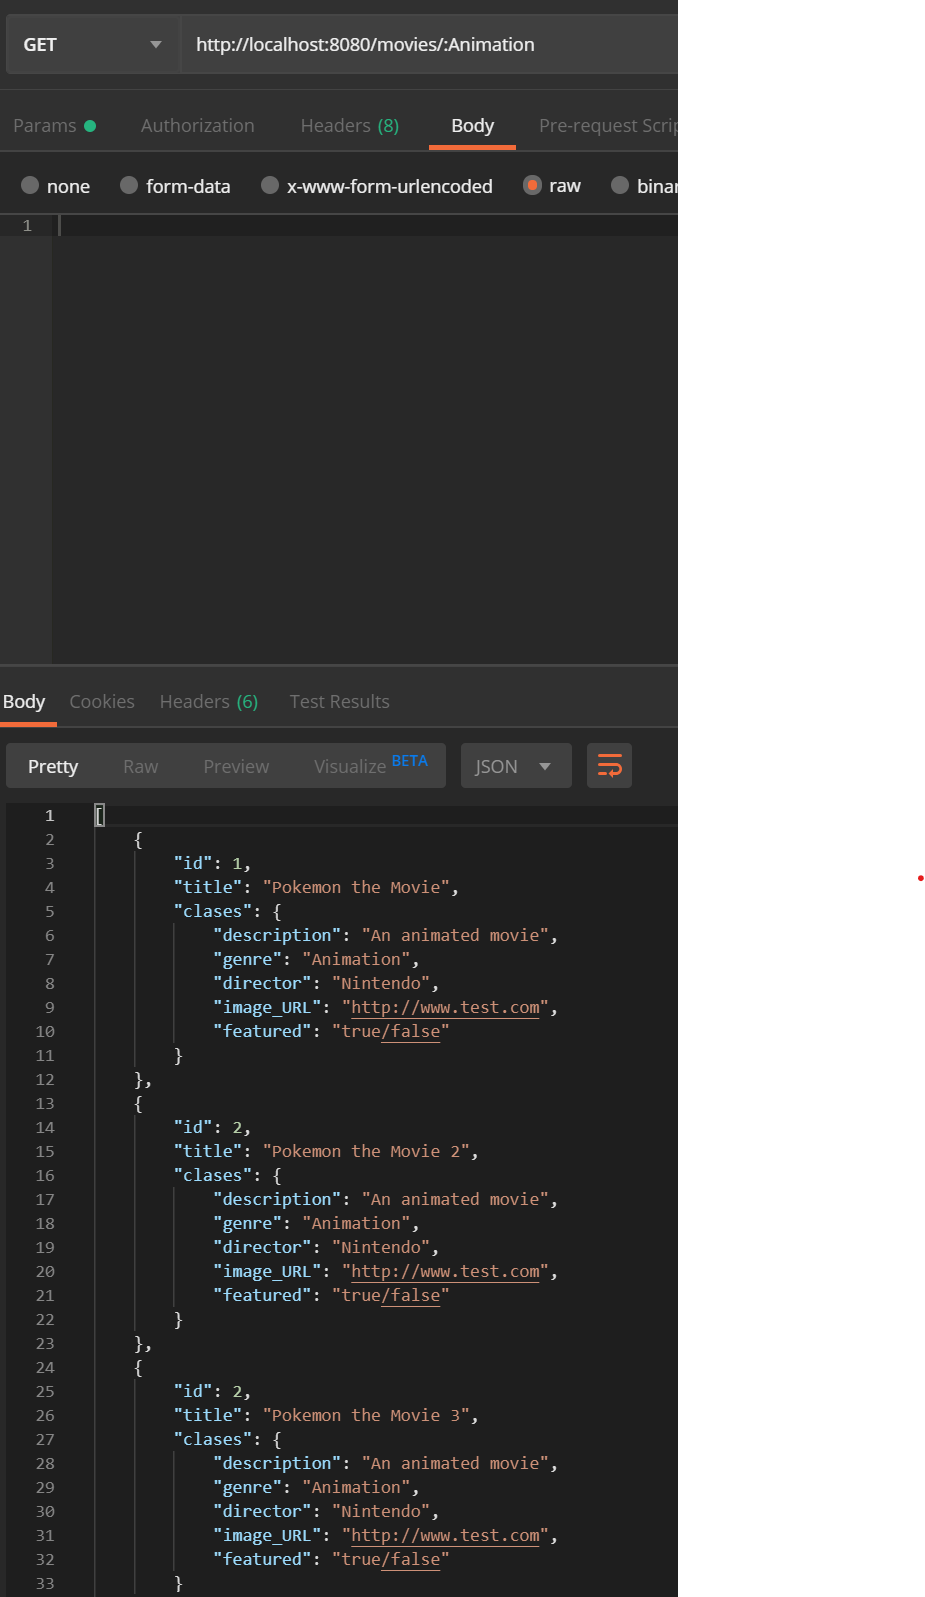 GET http://localhost:8080/movies/:Animation
Params Authorization Headers (8) Body Pre-request Scrip
none form-data x-www-form-urlencoded raw binar
1
Body Cookies Headers (6) Test Results
Pretty Raw Preview Visualize BETA JSON
1 [
2 {
3 "id": 1,
4 "title": "Pokemon the Movie",
5 "clases": {
6 "description": "An animated movie",
7 "genre": "Animation",
8 "director": "Nintendo",
9 "image_URL": "http://www.test.com",
10 "featured": "true/false"
11 }
12 },
13 {
14 "id": 2,
15 "title": "Pokemon the Movie 2",
16 "clases": {
17 "description": "An animated movie",
18 "genre": "Animation",
19 "director": "Nintendo",
20 "image_URL": "http://www.test.com",
21 "featured": "true/false"
22 }
23 },
24 {
25 "id": 2,
26 "title": "Pokemon the Movie 3",
27 "clases": {
28 "description": "An animated movie",
29 "genre": "Animation",
30 "director": "Nintendo",
31 "image_URL": "http://www.test.com",
32 "featured": "true/false"
33 }